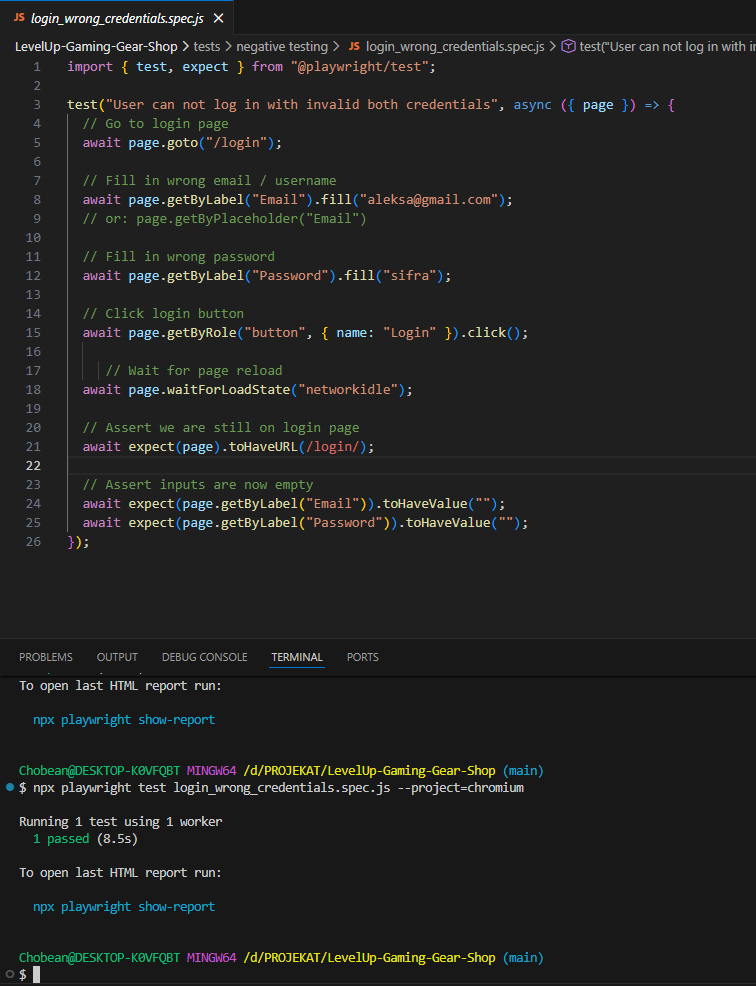 JS login_wrong_credentials.spec.js ×
LevelUp-Gaming-Gear-Shop > tests > negative testing > JS login_wrong_credentials.spec.js > test("User can not log in with in
1 import { test, expect } from "@playwright/test";
2
3 test("User can not log in with invalid both credentials", async ({ page }) => {
4 // Go to login page
5 await page.goto("/login");
6
7 // Fill in wrong email / username
8 await page.getByLabel("Email").fill("aleksa@gmail.com");
9 // or: page.getByPlaceholder("Email")
10
11 // Fill in wrong password
12 await page.getByLabel("Password").fill("sifra");
13
14 // Click login button
15 await page.getByRole("button", { name: "Login" }).click();
16
17 // Wait for page reload
18 await page.waitForLoadState("networkidle");
19
20 // Assert we are still on login page
21 await expect(page).toHaveURL(/login/);
22
23 // Assert inputs are now empty
24 await expect(page.getByLabel("Email")).toHaveValue("");
25 await expect(page.getByLabel("Password")).toHaveValue("");
26 });
PROBLEMS OUTPUT DEBUG CONSOLE TERMINAL PORTS
To open last HTML report run:
npx playwright show-report
Chobean@DESKTOP-K0VFQBT MINGW64 /d/PROJEKAT/LevelUp-Gaming-Gear-Shop (main)
$ npx playwright test login_wrong_credentials.spec.js --project=chromium
Running 1 test using 1 worker
1 passed (8.5s)
To open last HTML report run:
npx playwright show-report
Chobean@DESKTOP-K0VFQBT MINGW64 /d/PROJEKAT/LevelUp-Gaming-Gear-Shop (main)
$